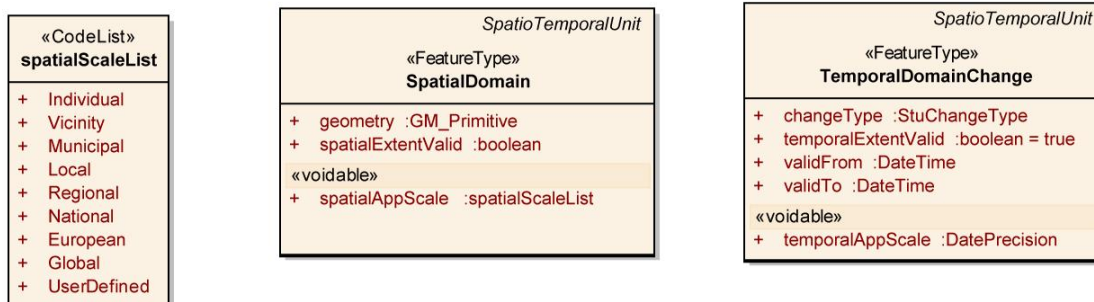 «CodeList»
spatialScaleList
+ Individual
+ Vicinity
+ Municipal
+ Local
+ Regional
+ National
+ European
+ Global
+ UserDefined
SpatioTemporalUnit
«FeatureType»
SpatialDomain
+ geometry :GM_Primitive
+ spatialExtentValid :boolean
«voidable»
+ spatialAppScale :spatialScaleList
SpatioTemporalUnit
«FeatureType»
TemporalDomainChange
+ changeType :StuChangeType
+ temporalExtentValid :boolean = true
+ validFrom :DateTime
+ validTo :DateTime
«voidable»
+ temporalAppScale :DatePrecision